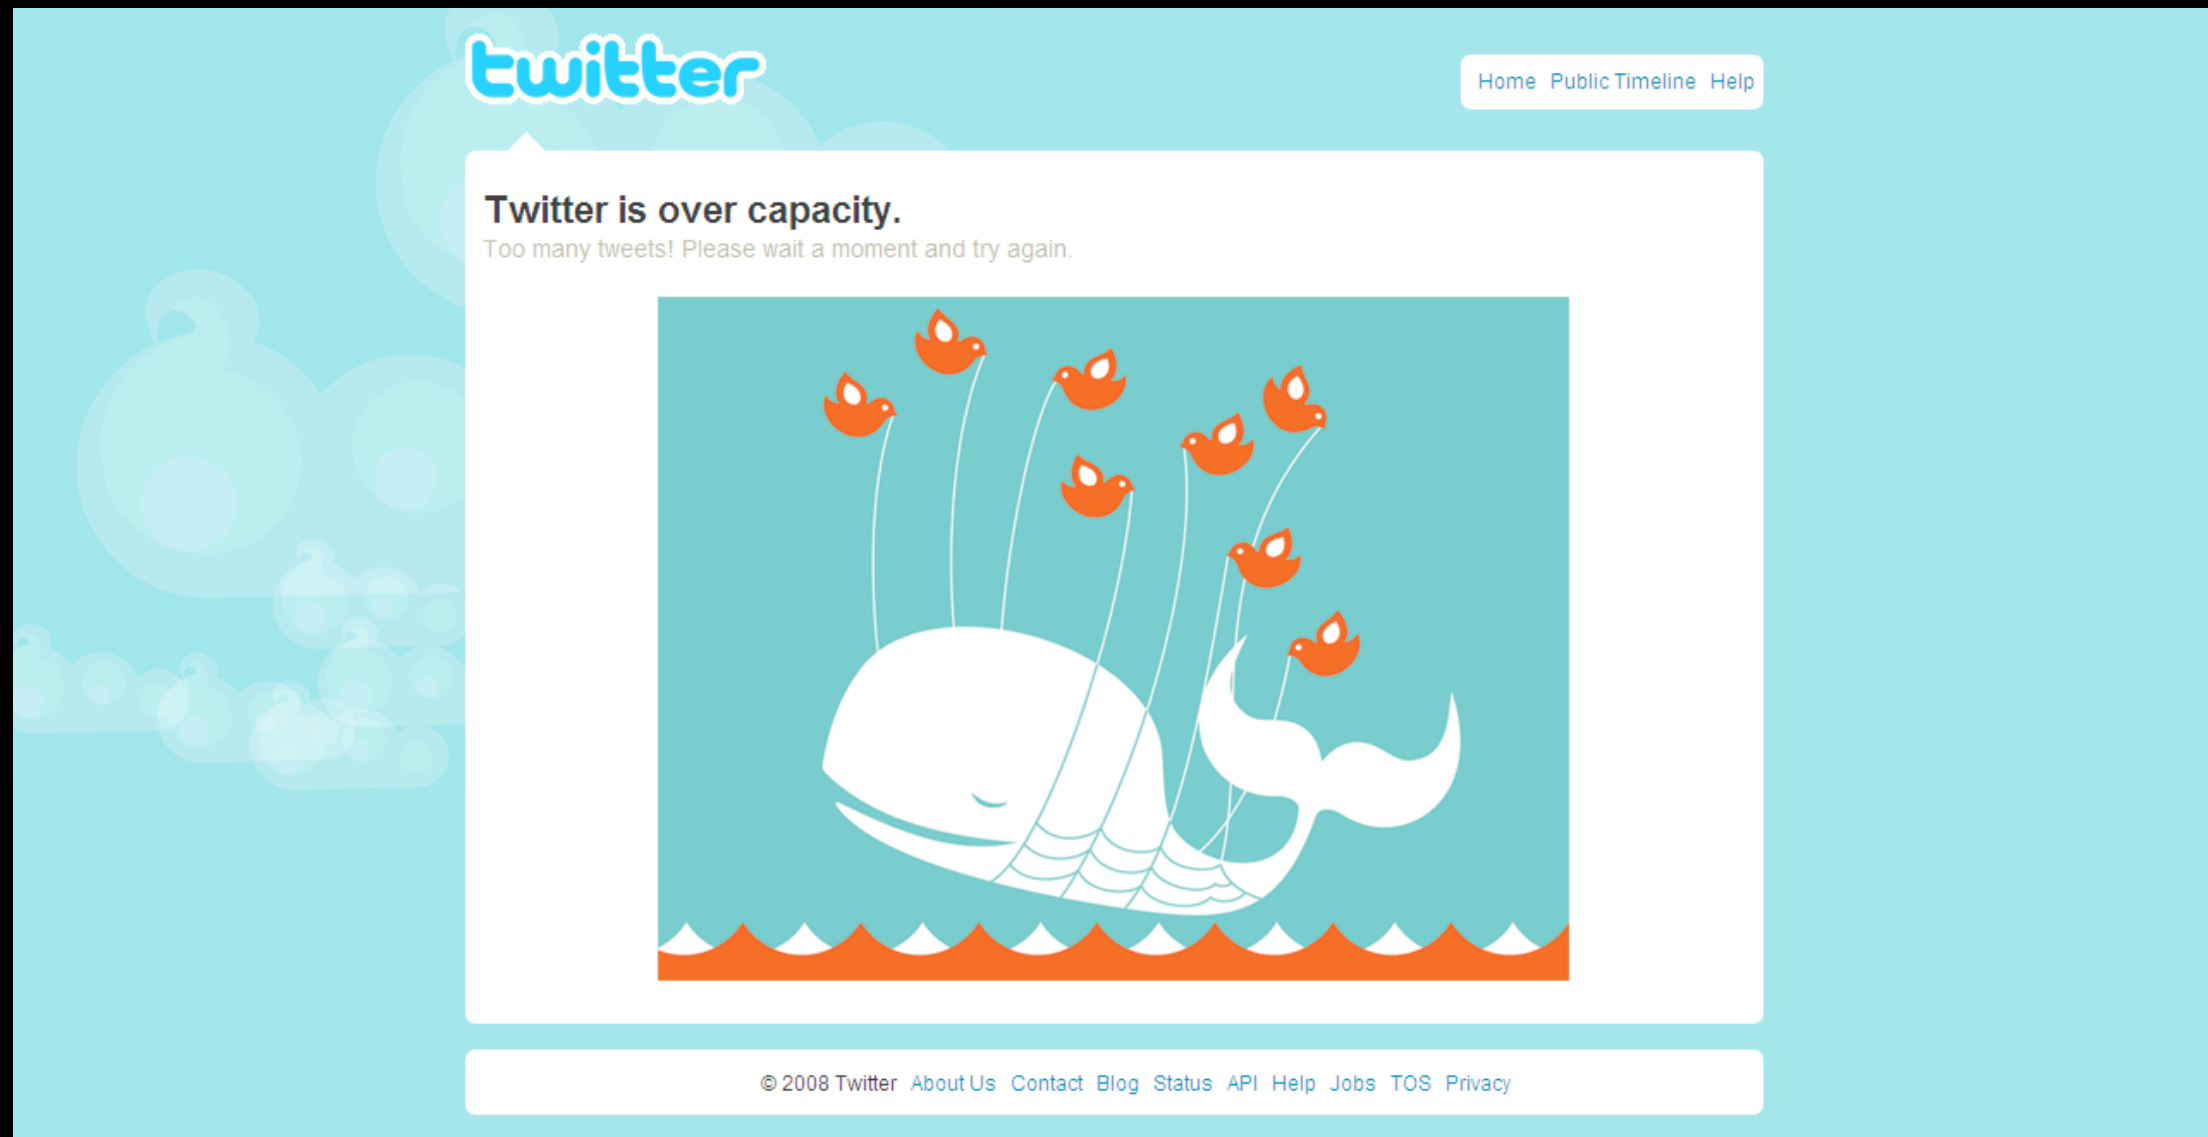 twitter
Home Public Timeline Help
Twitter is over capacity.
Too many tweets! Please wait a moment and try again.
© 2008 Twitter About Us Contact Blog Status API Help Jobs TOS Privacy